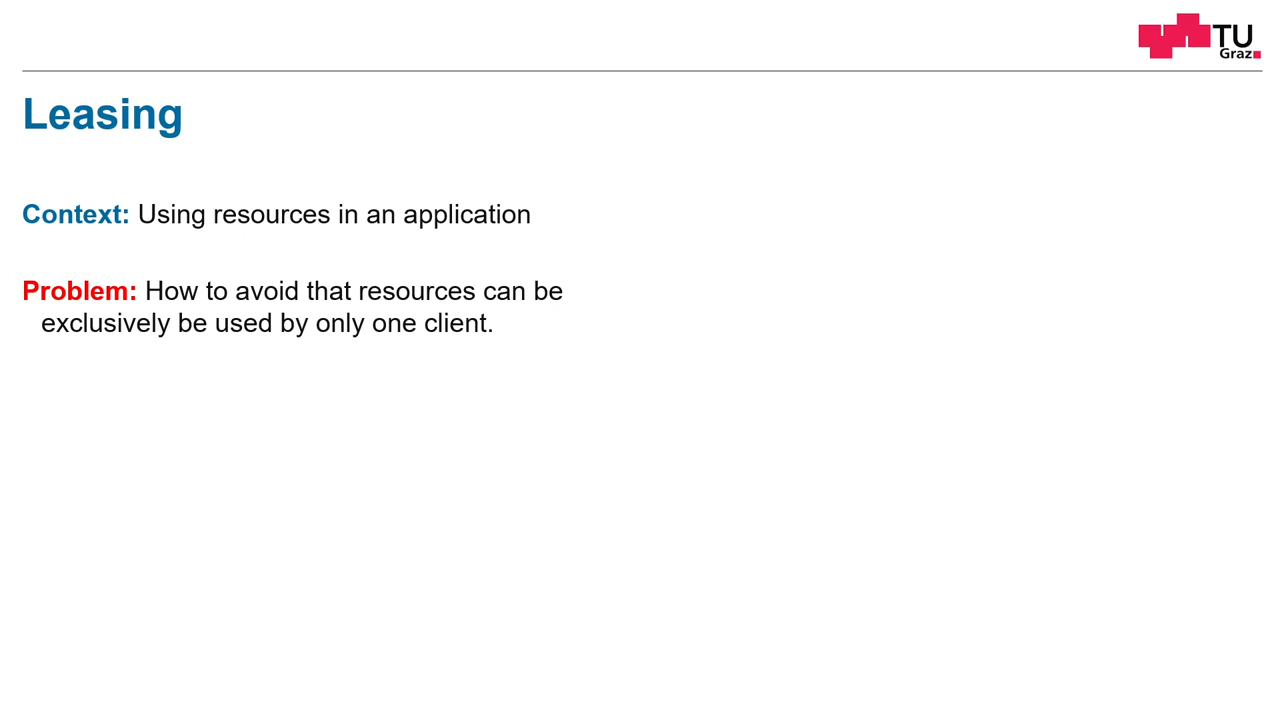 TU
Graz
Leasing
Context: Using resources in an application
Problem: How to avoid that resources can be
exclusively be used by only one client.